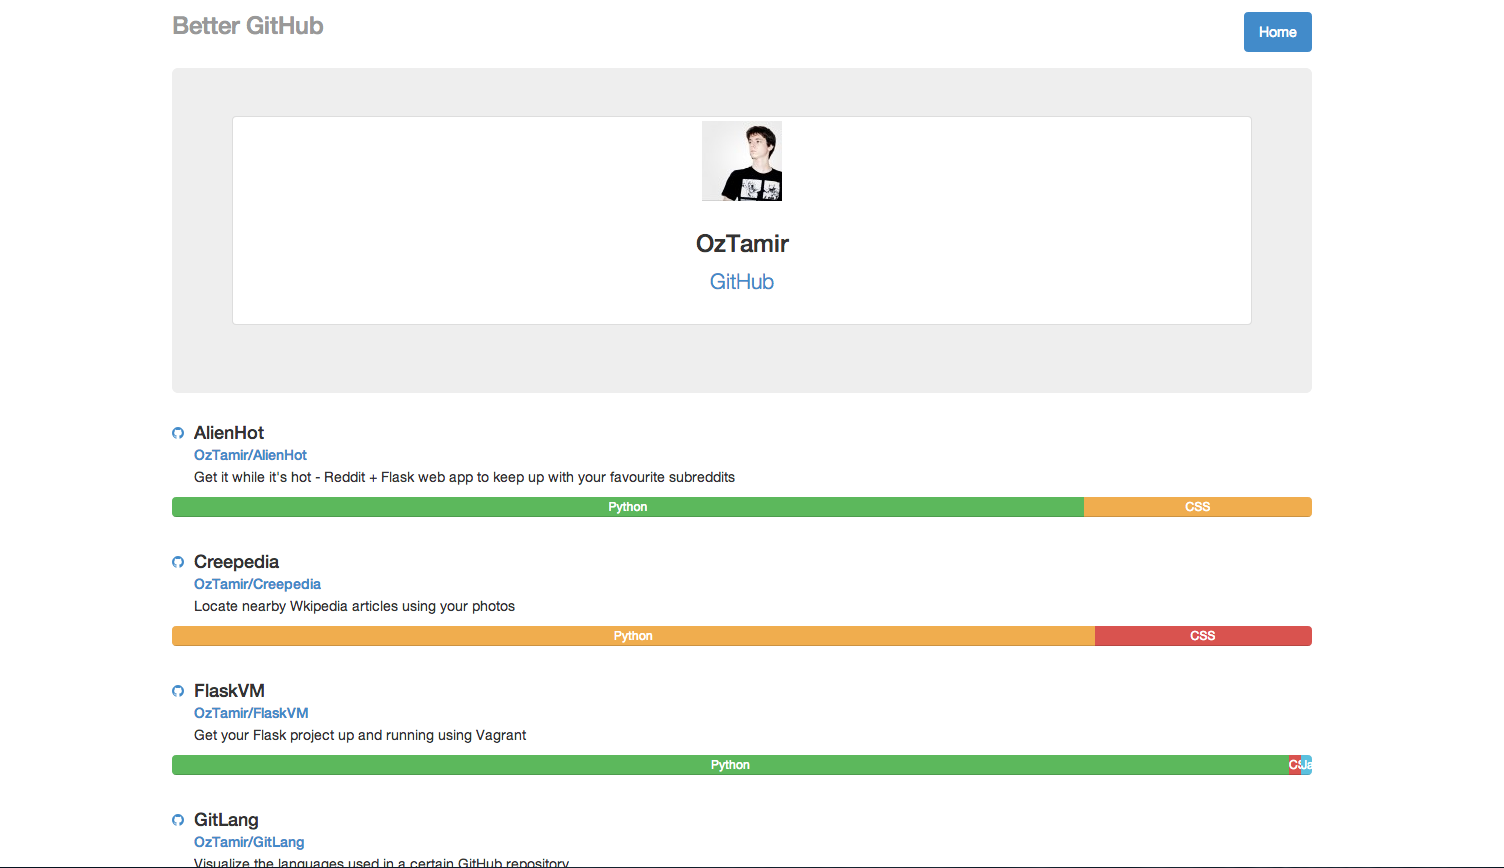 Better GitHub
Home
OzTamir
GitHub
AlienHot
OzTamir/AlienHot
Get it while it's hot - Reddit + Flask web app to keep up with your favourite subreddits
Python CSS
Creepedia
OzTamir/Creepedia
Locate nearby Wkipedia articles using your photos
Python CSS
FlaskVM
OzTamir/FlaskVM
Get your Flask project up and running using Vagrant
Python
GitLang
OzTamir/GitLang
Visualize the languages used in a certain GitHub repository